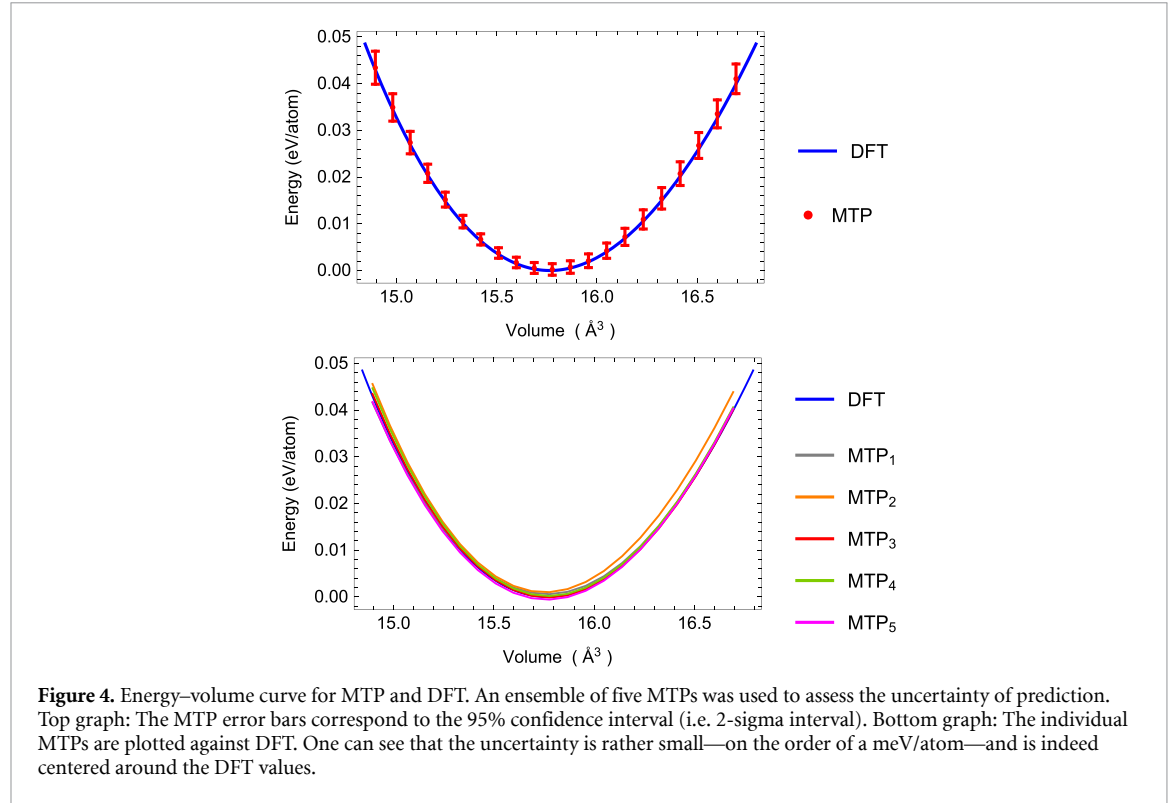 0.05
0.04
0.03
0.02
0.01
0.00
Energy (eV/atom)
15.0 15.5 16.0 16.5
Volume ( Å³ )
DFT
MTP
0.05
0.04
0.03
0.02
0.01
0.00
Energy (eV/atom)
15.0 15.5 16.0 16.5
Volume ( Å³ )
DFT
MTP₁
MTP₂
MTP₃
MTP₄
MTP₅
Figure 4. Energy–volume curve for MTP and DFT. An ensemble of five MTPs was used to assess the uncertainty of prediction.
Top graph: The MTP error bars correspond to the 95% confidence interval (i.e. 2-sigma interval). Bottom graph: The individual
MTPs are plotted against DFT. One can see that the uncertainty is rather small—on the order of a meV/atom—and is indeed
centered around the DFT values.